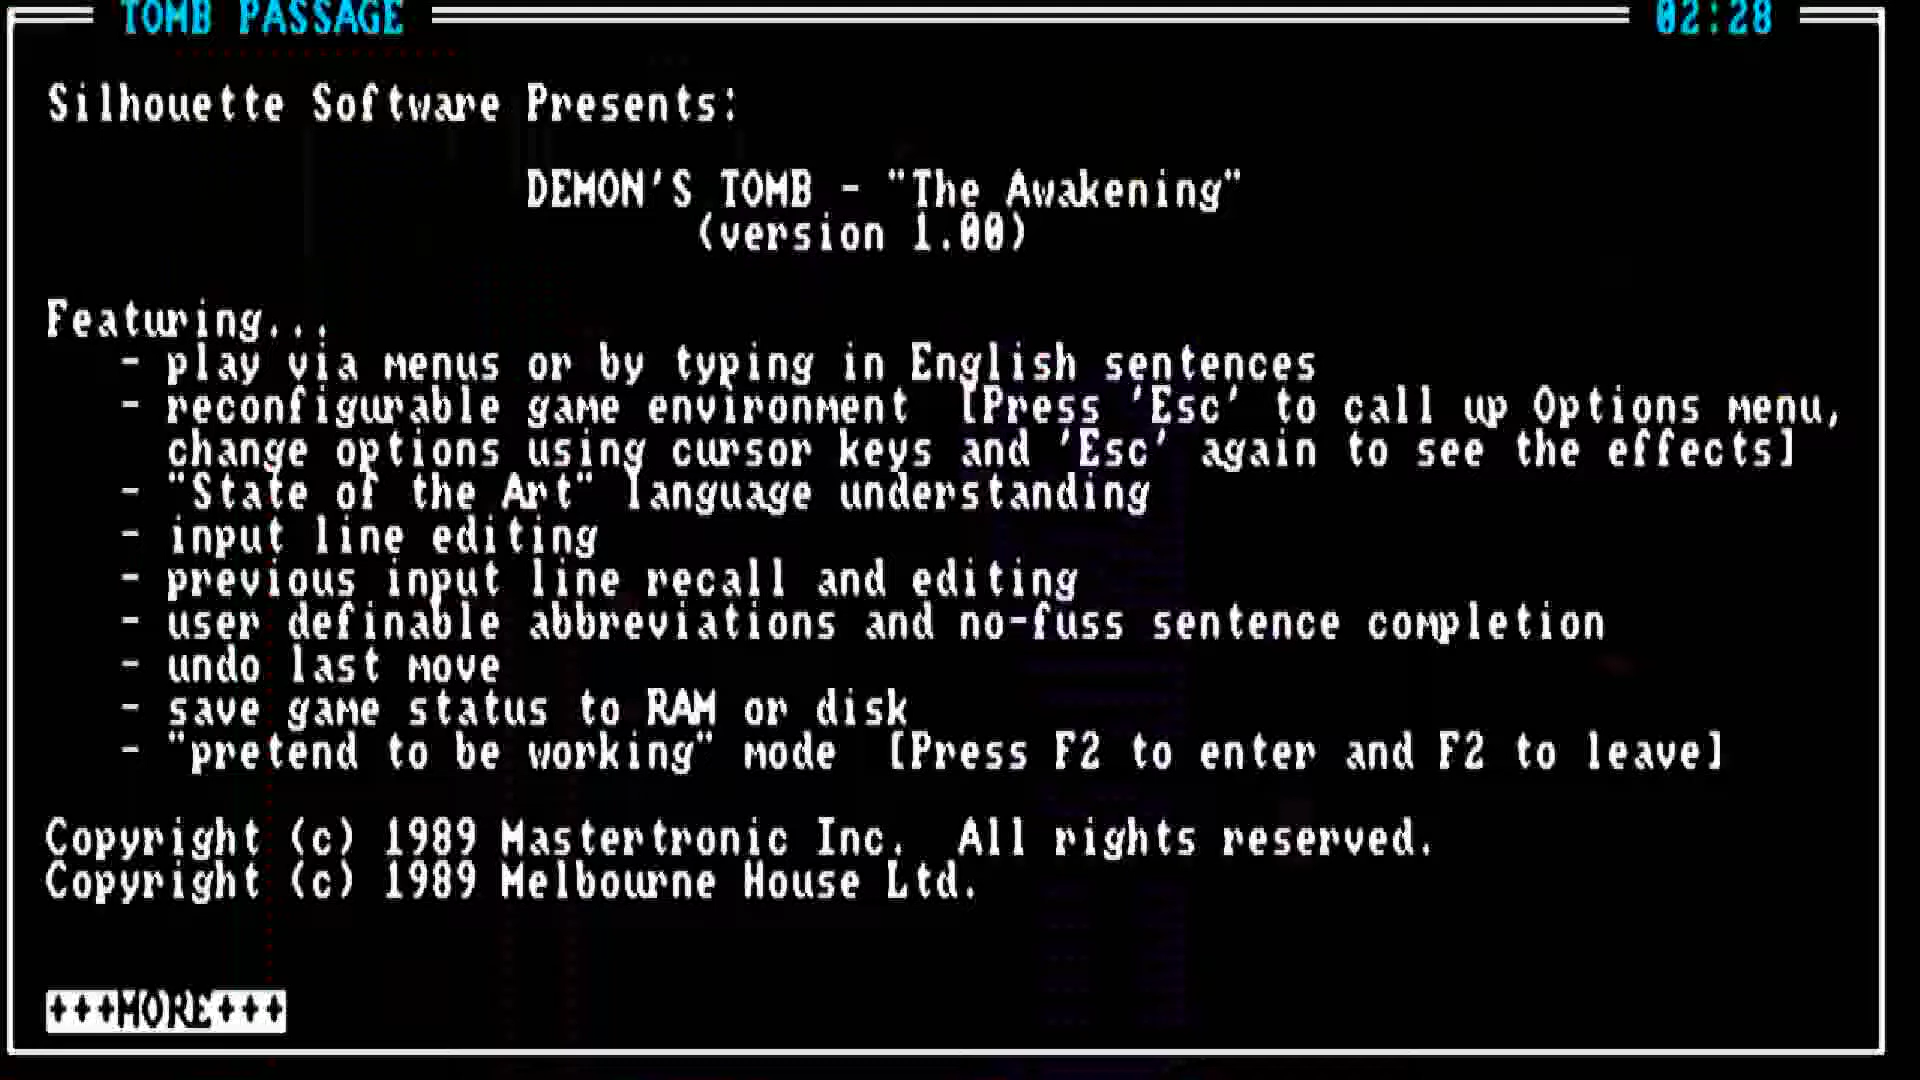 TOMB PASSAGE 02:28
Silhouette Software Presents:
DEMON'S TOMB - "The Awakening"
(version 1.00)
Featuring...
- play via menus or by typing in English sentences
- reconfigurable game environment [Press 'Esc' to call up Options menu,
change options using cursor keys and 'Esc' again to see the effects]
- "State of the Art" language understanding
- input line editing
- previous input line recall and editing
- user definable abbreviations and no-fuss sentence completion
- undo last move
- save game status to RAM or disk
- "pretend to be working" mode [Press F2 to enter and F2 to leave]
Copyright (c) 1989 Mastertronic Inc. All rights reserved.
Copyright (c) 1989 Melbourne House Ltd.
+++MORE+++